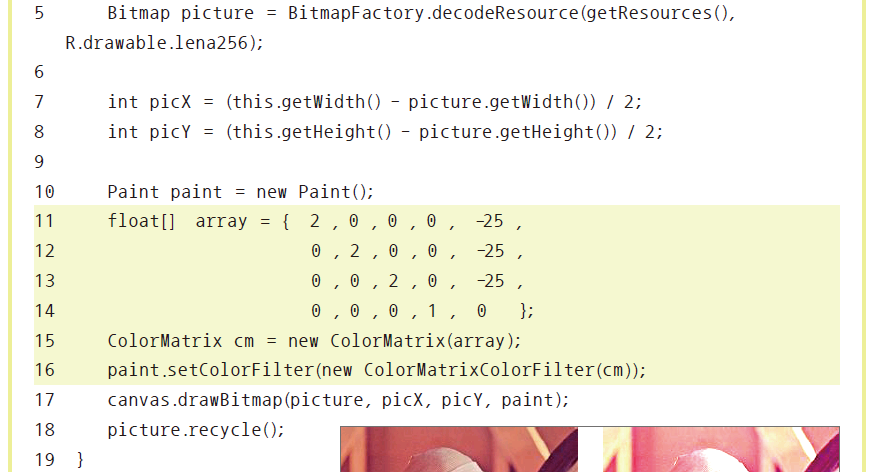 5 Bitmap picture = BitmapFactory.decodeResource(getResources(),
R.drawable.lena256);
6
7 int picX = (this.getWidth() - picture.getWidth()) / 2;
8 int picY = (this.getHeight() - picture.getHeight()) / 2;
9
10 Paint paint = new Paint();
11 float[] array = { 2 , 0 , 0 , 0 , -25 ,
12 0 , 2 , 0 , 0 , -25 ,
13 0 , 0 , 2 , 0 , -25 ,
14 0 , 0 , 0 , 1 , 0 };
15 ColorMatrix cm = new ColorMatrix(array);
16 paint.setColorFilter(new ColorMatrixColorFilter(cm));
17 canvas.drawBitmap(picture, picX, picY, paint);
18 picture.recycle();
19 }